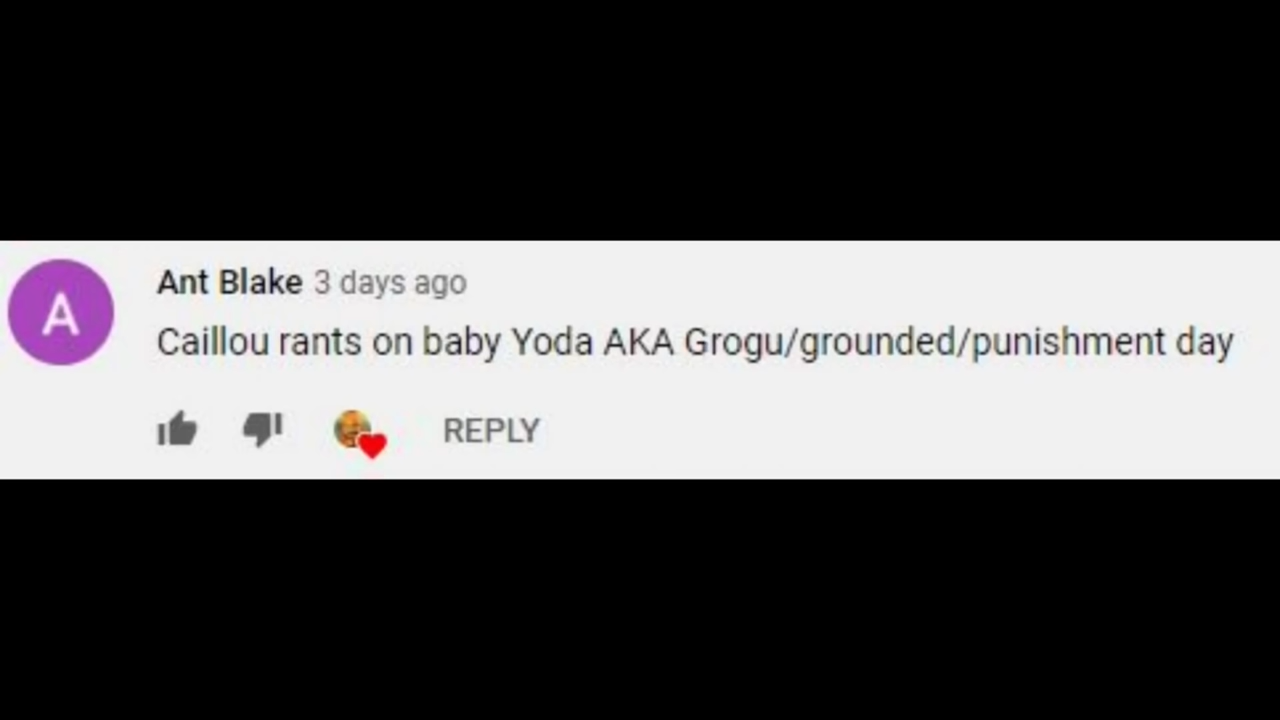 A
Ant Blake 3 days ago
Caillou rants on baby Yoda AKA Grogu/grounded/punishment day
REPLY